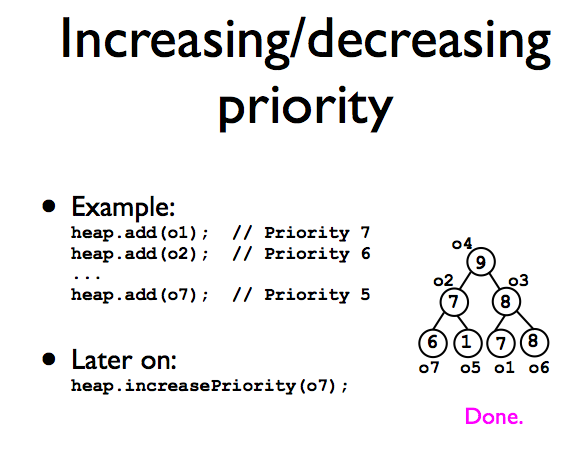 Increasing/decreasing
priority
• Example:
heap.add(o1);  // Priority 7
heap.add(o2);  // Priority 6
...
heap.add(o7);  // Priority 5
• Later on:
heap.increasePriority(o7);
o4
9
o2 o3
7 8
6 1 7 8
o7 o5 o1 o6
Done.